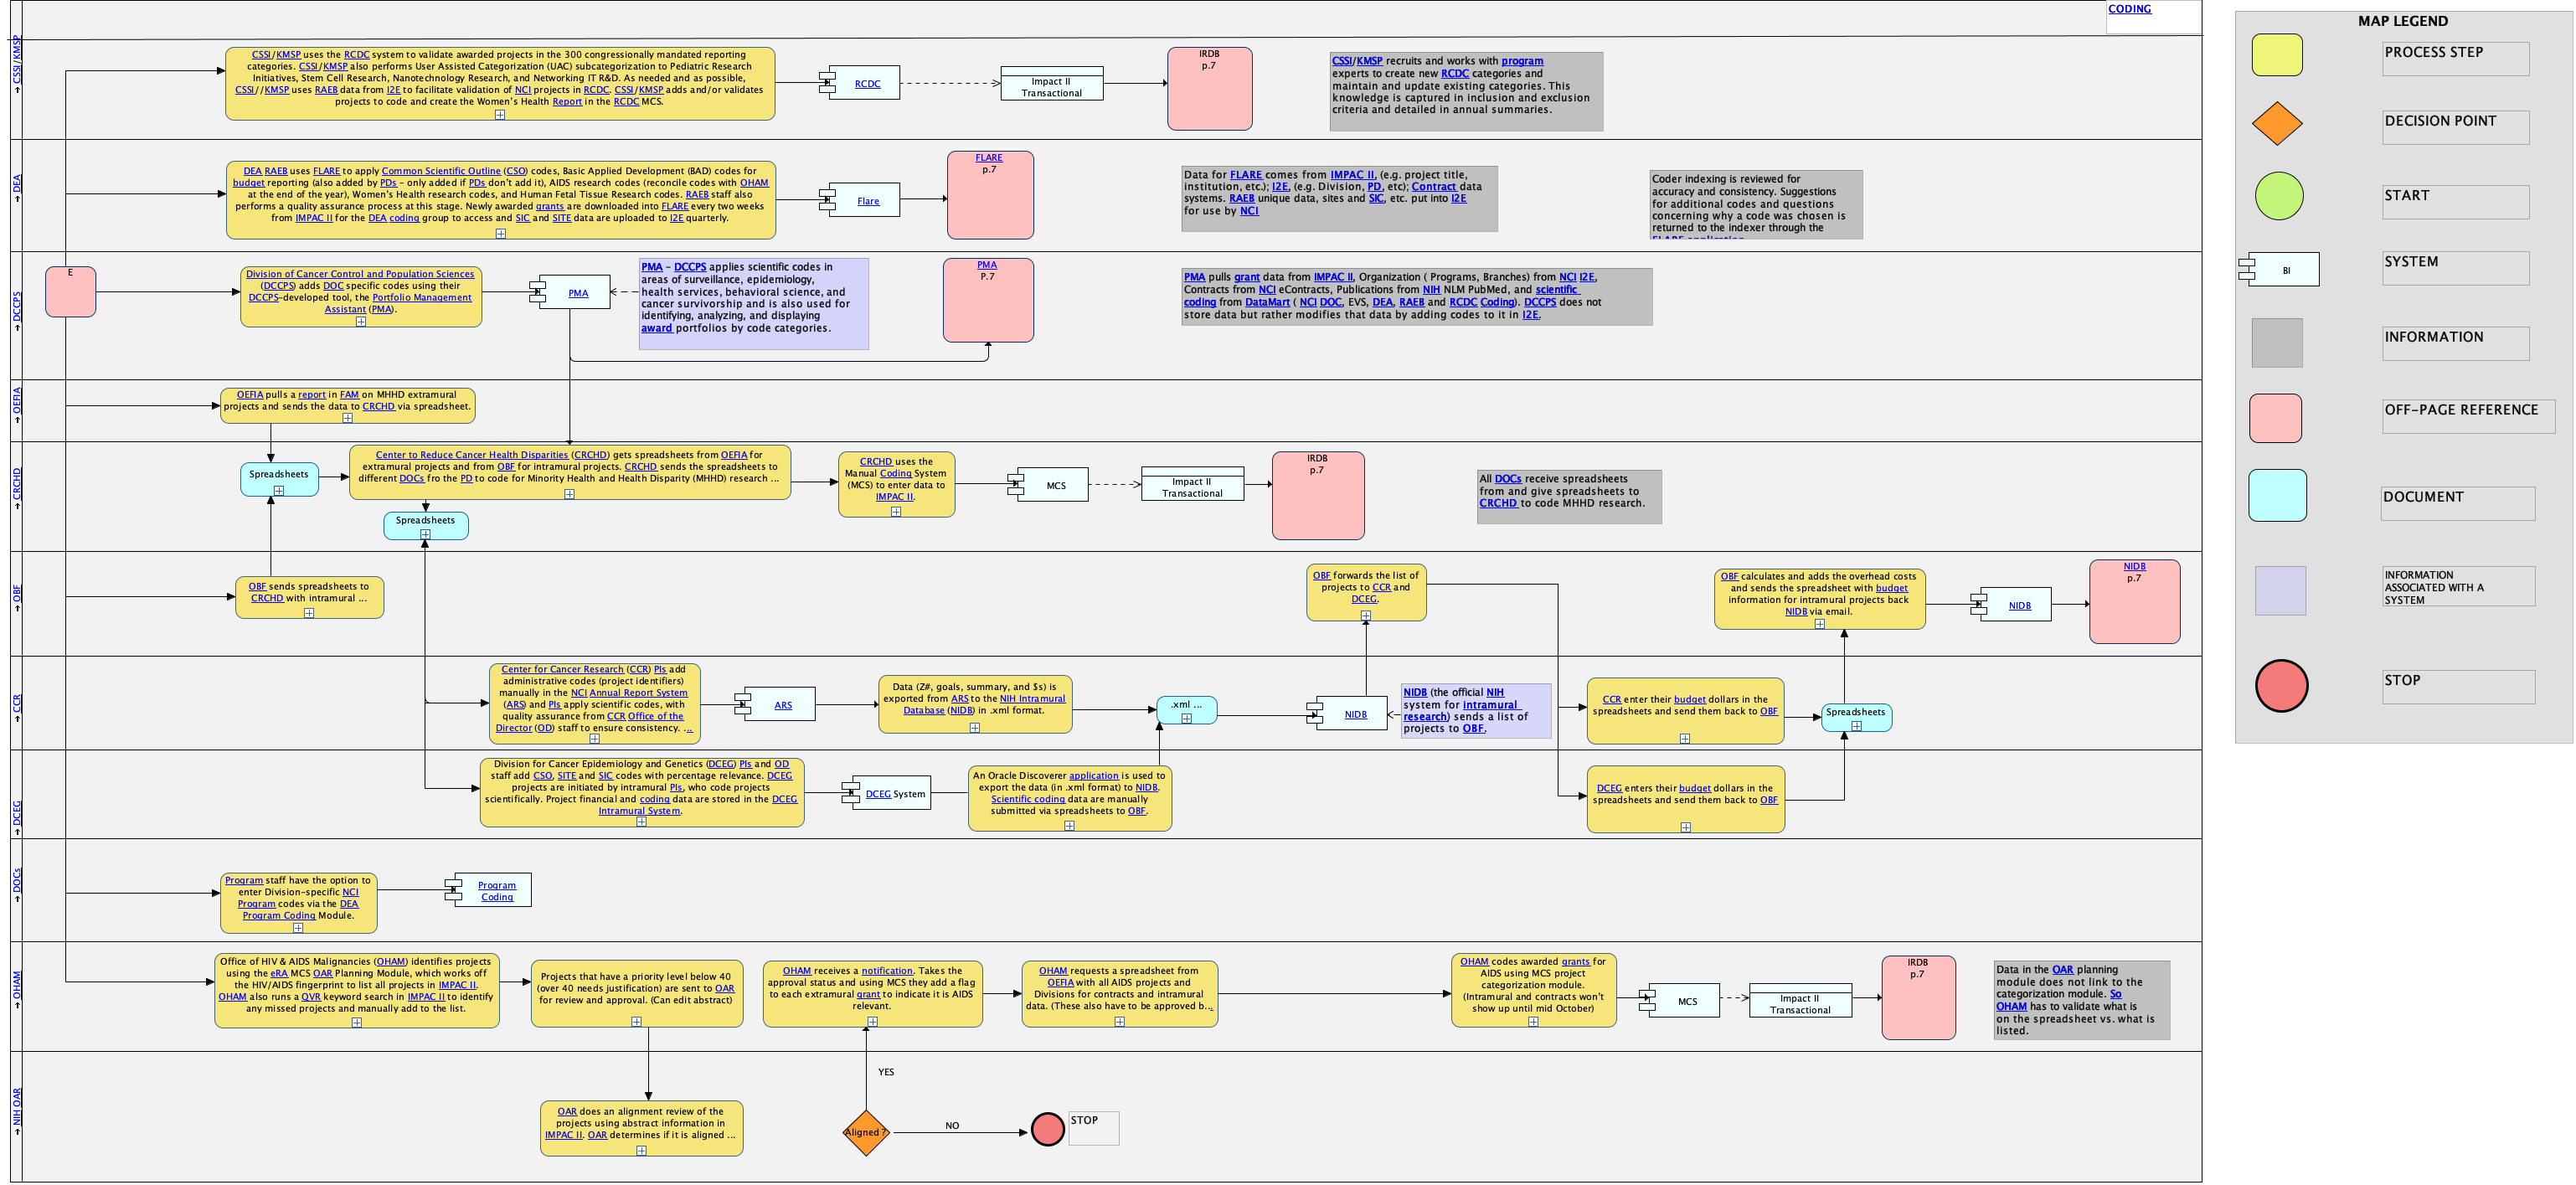 CODING
CSSI/KMSP
CSSI/KMSP uses the RCDC system to validate awarded projects in the 300 congressionally mandated reporting
categories. CSSI/KMSP also performs User Assisted Categorization (UAC) subcategorization to Pediatric Research
Initiatives, Stem Cell Research, Nanotechnology Research, and Networking IT R&D. As needed and as possible,
CSSI//KMSP uses RAEB data from I2E to facilitate validation of NCI projects in RCDC. CSSI/KMSP adds and/or validates
projects to code and create the Women's Health Report in the RCDC MCS.
RCDC
Impact II
Transactional
IRDB
p.7
CSSI/KMSP recruits and works with program
experts to create new RCDC categories and
maintain and update existing categories. This
knowledge is captured in inclusion and exclusion
criteria and detailed in annual summaries.
DEA
DEA RAEB uses FLARE to apply Common Scientific Outline (CSO) codes, Basic Applied Development (BAD) codes for
budget reporting (also added by PDs - only added if PDs don't add it), AIDS research codes (reconcile codes with OHAM
at the end of the year), Women's Health research codes, and Human Fetal Tissue Research codes. RAEB staff also
performs a quality assurance process at this stage. Newly awarded grants are downloaded into FLARE every two weeks
from IMPAC II for the DEA coding group to access and SIC and SITE data are uploaded to I2E quarterly.
Flare
FLARE
p.7
Data for FLARE comes from IMPAC II, (e.g. project title,
institution, etc.); I2E, (e.g. Division, PD, etc); Contract data
systems. RAEB unique data, sites and SIC, etc. put into I2E
for use by NCI
Coder indexing is reviewed for
accuracy and consistency. Suggestions
for additional codes and questions
concerning why a code was chosen is
returned to the indexer through the
FLARE application
DCCPS
E
Division of Cancer Control and Population Sciences
(DCCPS) adds DOC specific codes using their
DCCPS-developed tool, the Portfolio Management
Assistant (PMA).
PMA
PMA - DCCPS applies scientific codes in
areas of surveillance, epidemiology,
health services, behavioral science, and
cancer survivorship and is also used for
identifying, analyzing, and displaying
award portfolios by code categories.
PMA
P.7
PMA pulls grant data from IMPAC II, Organization ( Programs, Branches) from NCI I2E,
Contracts from NCI eContracts, Publications from NIH NLM PubMed, and scientific
coding from DataMart ( NCI DOC, EVS, DEA, RAEB and RCDC Coding). DCCPS does not
store data but rather modifies that data by adding codes to it in I2E.
OEFIA
OEFIA pulls a report in FAM on MHHD extramural
projects and sends the data to CRCHD via spreadsheet.
CRCHD
Spreadsheets
Center to Reduce Cancer Health Disparities (CRCHD) gets spreadsheets from OEFIA for
extramural projects and from OBF for intramural projects. CRCHD sends the spreadsheets to
different DOCs fro the PD to code for Minority Health and Health Disparity (MHHD) research ...
Spreadsheets
CRCHD uses the
Manual Coding System
(MCS) to enter data to
IMPAC II.
MCS
Impact II
Transactional
IRDB
p.7
All DOCs receive spreadsheets
from and give spreadsheets to
CRCHD to code MHHD research.
OBF
OBF sends spreadsheets to
CRCHD with intramural ...
OBF forwards the list of
projects to CCR and
DCEG.
OBF calculates and adds the overhead costs
and sends the spreadsheet with budget
information for intramural projects back
NIDB via email.
NIDB
NIDB
p.7
CCR
Center for Cancer Research (CCR) PIs add
administrative codes (project identifiers)
manually in the NCI Annual Report System
(ARS) and PIs apply scientific codes, with
quality assurance from CCR Office of the
Director (OD) staff to ensure consistency. ...
ARS
Data (Z#, goals, summary, and $s) is
exported from ARS to the NIH Intramural
Database (NIDB) in .xml format.
.xml ...
NIDB
NIDB (the official NIH
system for intramural
research) sends a list of
projects to OBF.
CCR enter their budget dollars in the
spreadsheets and send them back to OBF
Spreadsheets
DCEG
Division for Cancer Epidemiology and Genetics (DCEG) PIs and OD
staff add CSO, SITE and SIC codes with percentage relevance. DCEG
projects are initiated by intramural PIs, who code projects
scientifically. Project financial and coding data are stored in the DCEG
Intramural System.
DCEG System
An Oracle Discoverer application is used to
export the data (in .xml format) to NIDB.
Scientific coding data are manually
submitted via spreadsheets to OBF.
DCEG enters their budget dollars in the
spreadsheets and send them back to OBF
DOCs
Program staff have the option to
enter Division-specific NCI
Program codes via the DEA
Program Coding Module.
Program
Coding
OHAM
Office of HIV & AIDS Malignancies (OHAM) identifies projects
using the eRA MCS OAR Planning Module, which works off
the HIV/AIDS fingerprint to list all projects in IMPAC II.
OHAM also runs a QVR keyword search in IMPAC II to identify
any missed projects and manually add to the list.
Projects that have a priority level below 40
(over 40 needs justification) are sent to OAR
for review and approval. (Can edit abstract)
OHAM receives a notification. Takes the
approval status and using MCS they add a flag
to each extramural grant to indicate it is AIDS
relevant.
OHAM requests a spreadsheet from
OEFIA with all AIDS projects and
Divisions for contracts and intramural
data. (These also have to be approved b...
OHAM codes awarded grants for
AIDS using MCS project
categorization module.
(Intramural and contracts won't
show up until mid October)
MCS
Impact II
Transactional
IRDB
p.7
Data in the OAR planning
module does not link to the
categorization module. So
OHAM has to validate what is
on the spreadsheet vs. what is
listed.
NIH OAR
OAR does an alignment review of the
projects using abstract information in
IMPAC II. OAR determines if it is aligned ...
Aligned ?
YES
NO
STOP
MAP LEGEND
PROCESS STEP
DECISION POINT
START
BI
SYSTEM
INFORMATION
OFF-PAGE REFERENCE
DOCUMENT
INFORMATION
ASSOCIATED WITH A
SYSTEM
STOP